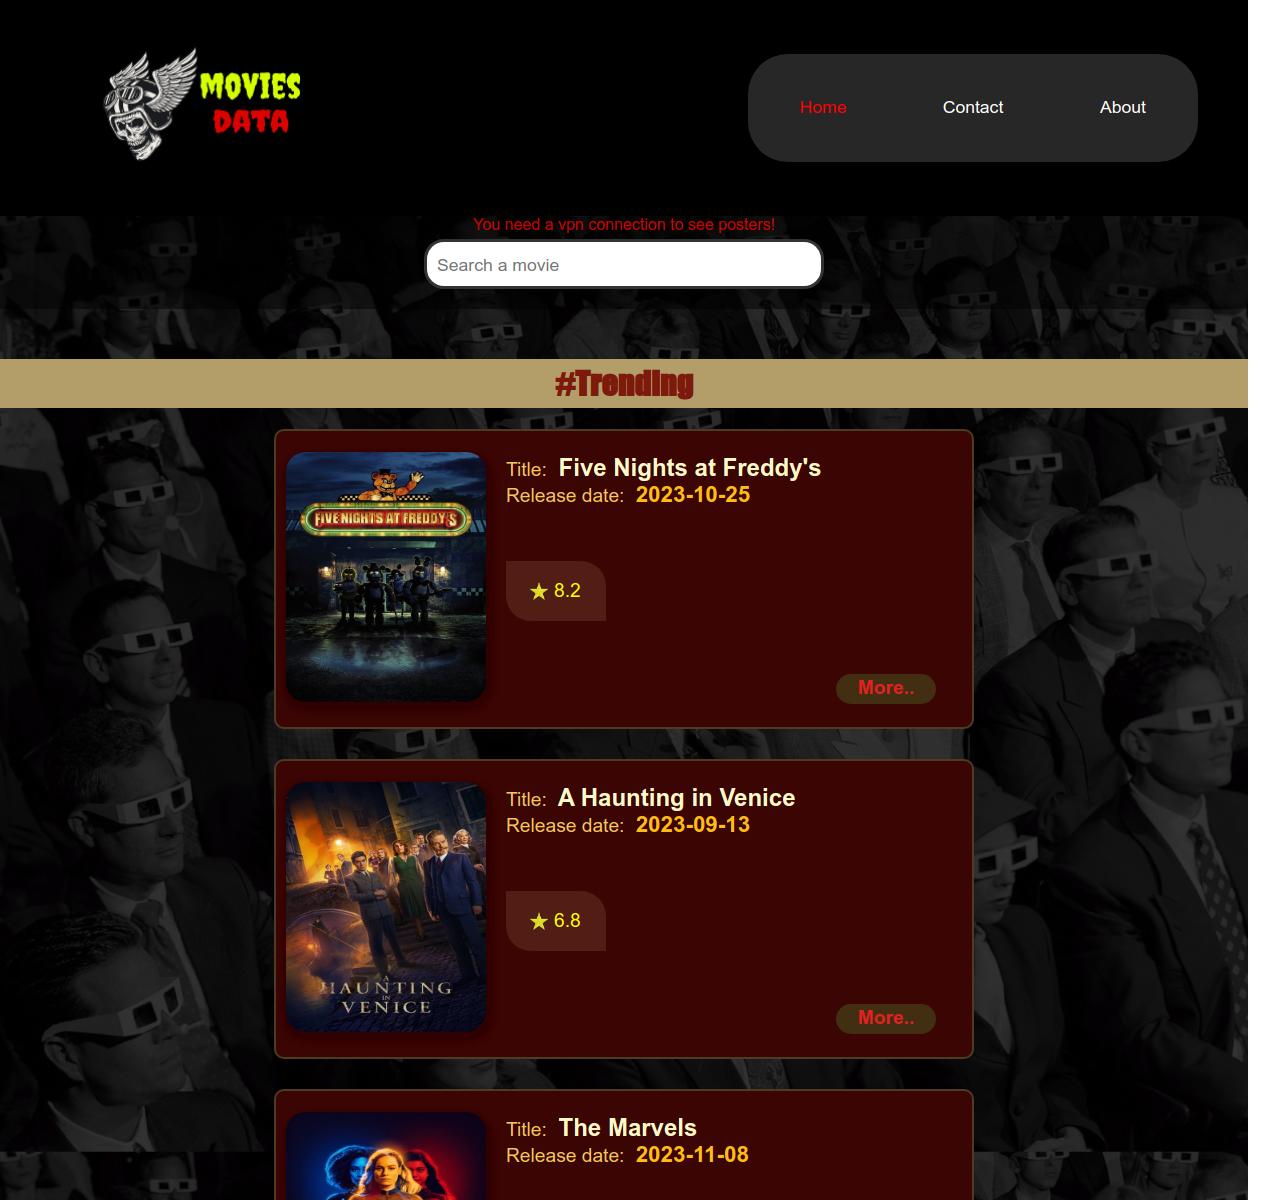 MOVIES
DATA
Home
Contact
About
You need a vpn connection to see posters!
Search a movie
#Trending
FIVE NIGHTS AT FREDDY'S
Title: Five Nights at Freddy's
Release date: 2023-10-25
★ 8.2
More..
A
HAUNTING
IN
VENICE
Title: A Haunting in Venice
Release date: 2023-09-13
★ 6.8
More..
Title: The Marvels
Release date: 2023-11-08